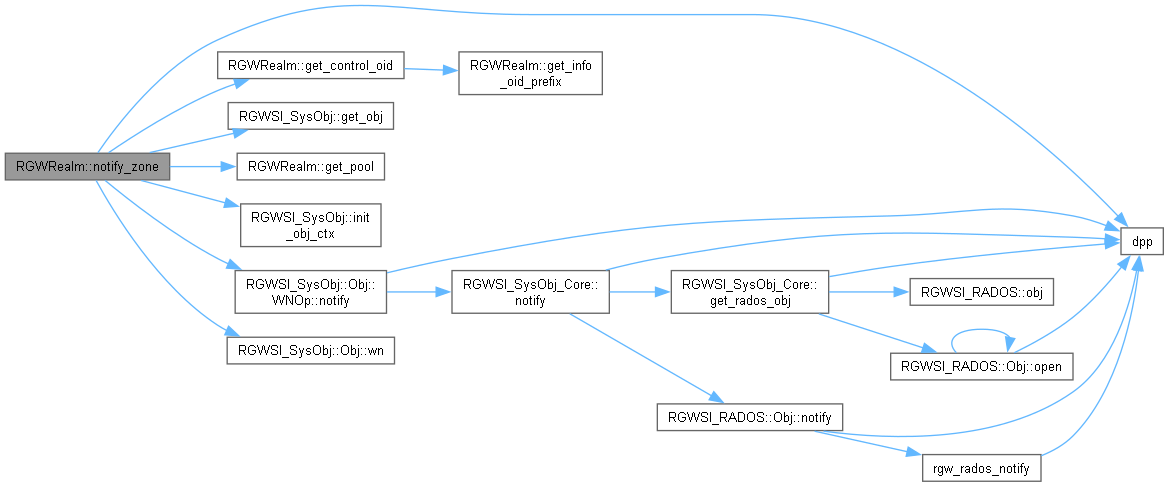 RGWRealm::notify_zone
RGWRealm::get_control_oid
RGWRealm::get_info
_oid_prefix
RGWSI_SysObj::get_obj
RGWRealm::get_pool
RGWSI_SysObj::init
_obj_ctx
RGWSI_SysObj::Obj::
WNOp::notify
RGWSI_SysObj::Obj::wn
RGWSI_SysObj_Core::
notify
RGWSI_SysObj_Core::
get_rados_obj
RGWSI_RADOS::obj
RGWSI_RADOS::Obj::open
RGWSI_RADOS::Obj::notify
rgw_rados_notify
dpp